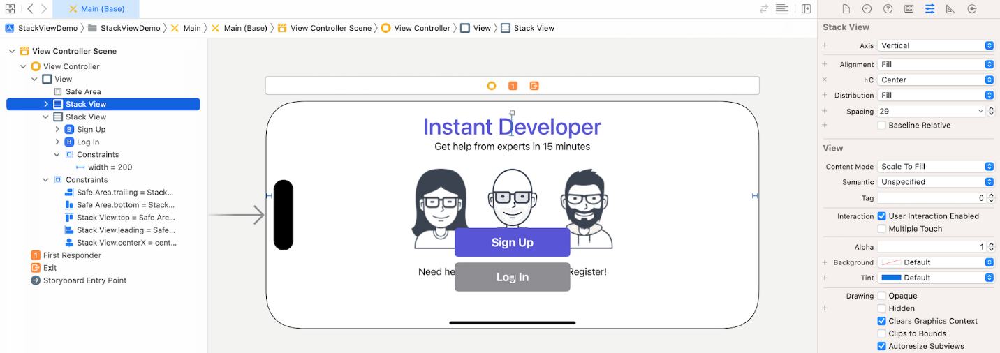 Main (Base)
StackViewDemo StackViewDemo Main Main (Base) View Controller Scene View Controller View Stack View
View Controller Scene
View Controller
View
Safe Area
Stack View
Stack View
B Sign Up
B Log In
Constraints
width = 200
Constraints
Safe Area.trailing = Stack...
Safe Area.bottom = Stack...
Stack View.top = Safe Are...
Stack View.leading = Safe...
Stack View.centerX = cent...
1 First Responder
Exit
Storyboard Entry Point
1
Instant Developer
Get help from experts in 15 minutes
Sign Up
Need he Register!
Log In
Stack View
Axis Vertical
Alignment Fill
hC Center
Distribution Fill
Spacing 29
Baseline Relative
View
Content Mode Scale To Fill
Semantic Unspecified
Tag 0
Interaction User Interaction Enabled
Multiple Touch
Alpha 1
Background Default
Tint Default
Drawing Opaque
Hidden
Clears Graphics Context
Clips to Bounds
Autoresize Subviews